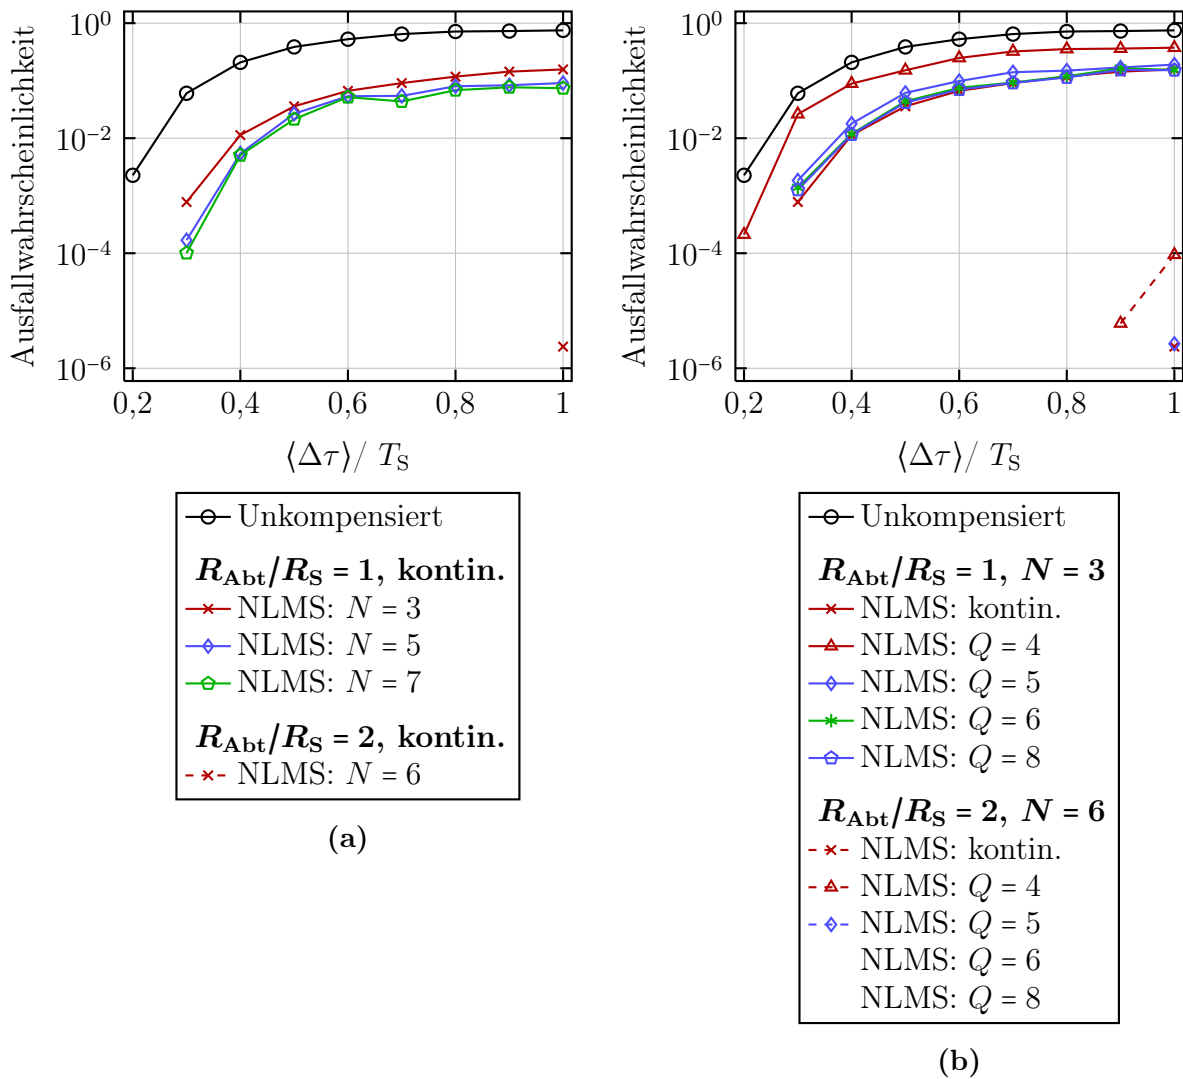 Ausfallwahrscheinlichkeit
10⁰
10⁻²
10⁻⁴
10⁻⁶
0,2 0,4 0,6 0,8 1
⟨Δτ⟩/ T_S
Unkompensiert
R_Abt/R_S = 1, kontin.
NLMS: N = 3
NLMS: N = 5
NLMS: N = 7
R_Abt/R_S = 2, kontin.
NLMS: N = 6
(a)
Ausfallwahrscheinlichkeit
10⁰
10⁻²
10⁻⁴
10⁻⁶
0,2 0,4 0,6 0,8 1
⟨Δτ⟩/ T_S
Unkompensiert
R_Abt/R_S = 1, N = 3
NLMS: kontin.
NLMS: Q = 4
NLMS: Q = 5
NLMS: Q = 6
NLMS: Q = 8
R_Abt/R_S = 2, N = 6
NLMS: kontin.
NLMS: Q = 4
NLMS: Q = 5
NLMS: Q = 6
NLMS: Q = 8
(b)